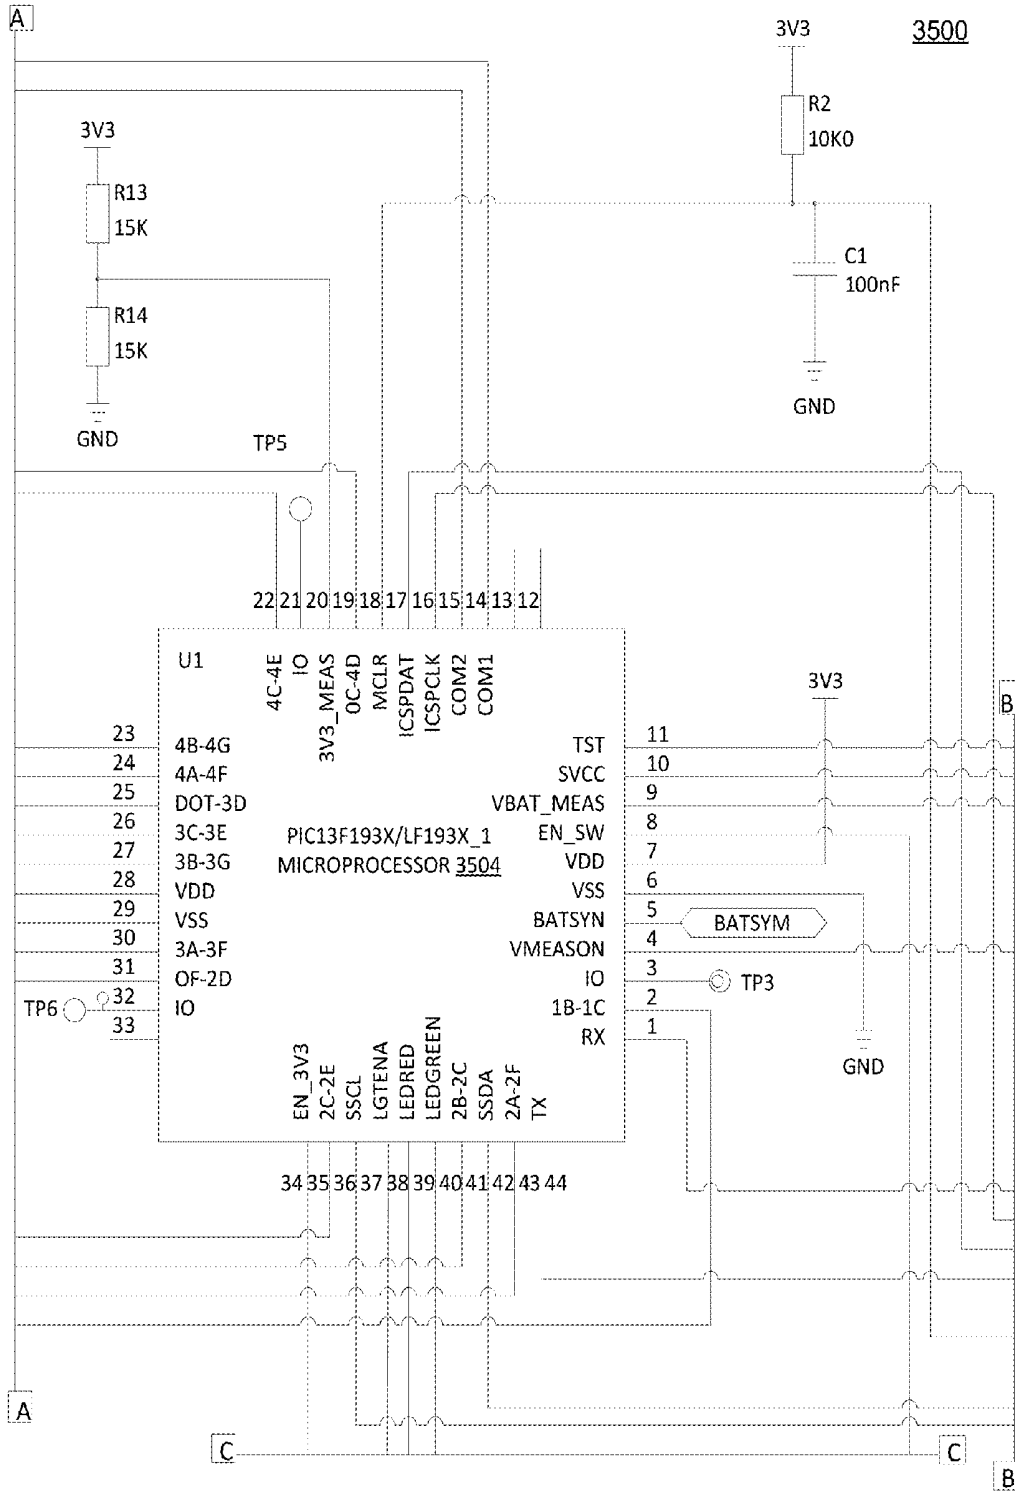 A
3500
3V3
R2
10K0
3V3
R13
15K
C1
100nF
R14
15K
GND
GND
TP5
22 21 20 19 18 17 16 15 14 13 12
U1
4C-4E
IO
3V3_MEAS
0C-4D
MCLR
ICSPDAT
ICSPCLK
COM2
COM1
3V3
B
23 4B-4G
24 4A-4F
25 DOT-3D
26 3C-3E
27 3B-3G
28 VDD
29 VSS
30 3A-3F
31 OF-2D
TP6 32 IO
33
PIC13F193X/LF193X_1
MICROPROCESSOR 3504
TST 11
SVCC 10
VBAT_MEAS 9
EN_SW 8
VDD 7
VSS 6
BATSYN 5 BATSYM
VMEASON 4
IO 3 TP3
1B-1C 2
RX 1
GND
EN_3V3
2C-2E
SSCL
LGTENA
LEDRED
LEDGREEN
2B-2C
SSDA
2A-2F
TX
34 35 36 37 38 39 40 41 42 43 44
A
C
C
B